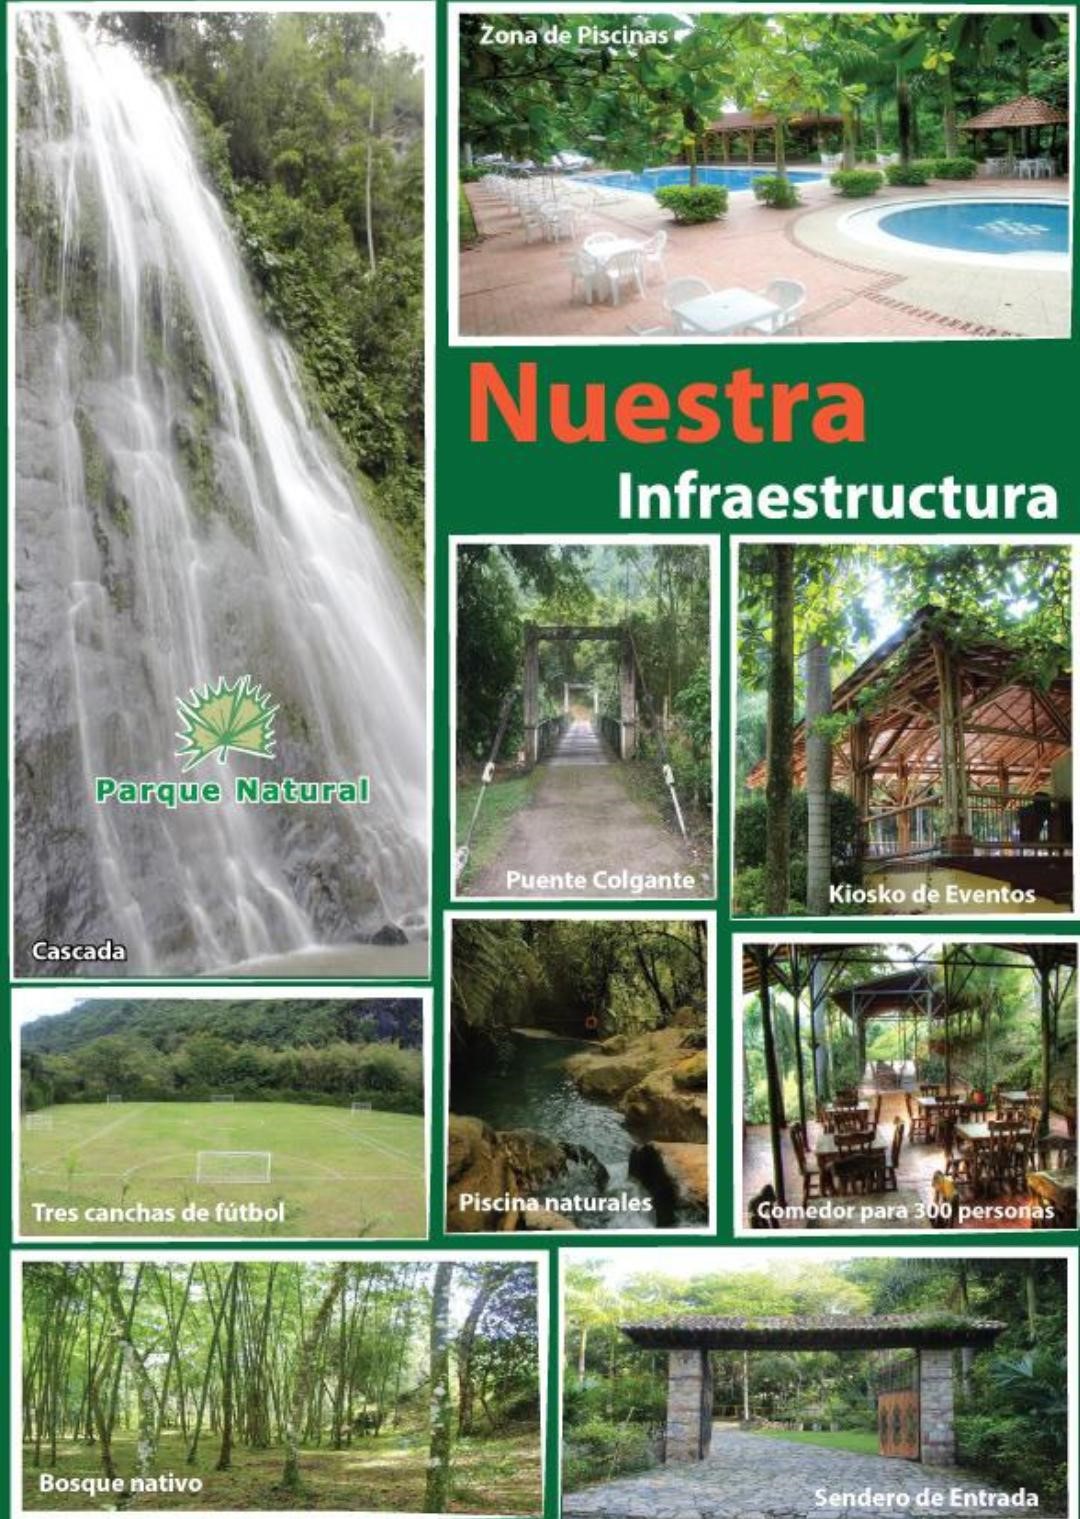 Zona de Piscinas
Nuestra
Infraestructura
Parque Natural
Cascada
Puente Colgante
Kiosko de Eventos
Tres canchas de fútbol
Piscina naturales
Comedor para 300 personas
Bosque nativo
Sendero de Entrada